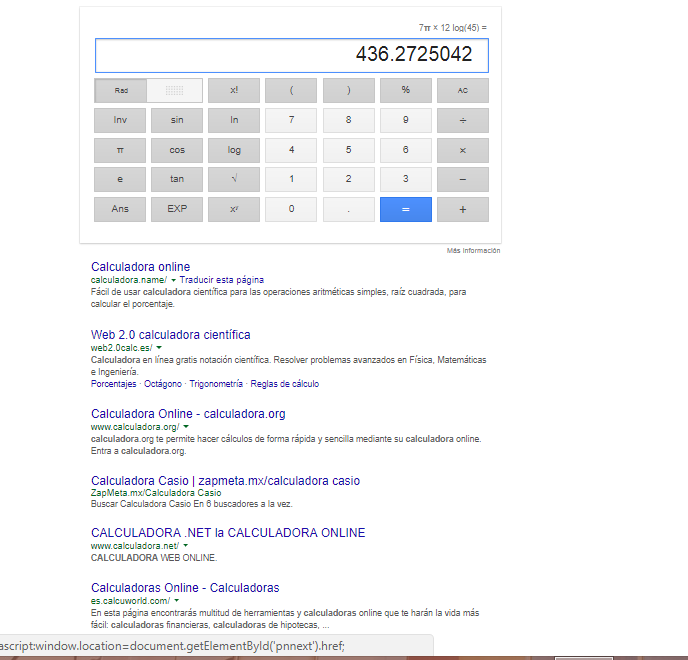 7π × 12 log(45) =
436.2725042
Rad x! ( ) % AC
Inv sin ln 7 8 9 ÷
π cos log 4 5 6 ×
e tan √ 1 2 3 −
Ans EXP x² 0 . = +
Más información
Calculadora online
calculadora.name/ ▼ Traducir esta página
Fácil de usar calculadora científica para las operaciones aritméticas simples, raíz cuadrada, para
calcular el porcentaje.
Web 2.0 calculadora científica
web2.0calc.es/ ▼
Calculadora en línea gratis notación científica. Resolver problemas avanzados en Física, Matemáticas
e Ingeniería.
Porcentajes · Octágono · Trigonometría · Reglas de cálculo
Calculadora Online - calculadora.org
www.calculadora.org/ ▼
calculadora.org te permite hacer cálculos de forma rápida y sencilla mediante su calculadora online.
Entra a calculadora.org.
Calculadora Casio | zapmeta.mx/calculadora casio
ZapMeta.mx/Calculadora Casio
Buscar Calculadora Casio En 6 buscadores a la vez.
CALCULADORA .NET la CALCULADORA ONLINE
www.calculadora.net/ ▼
CALCULADORA WEB ONLINE.
Calculadoras Online - Calculadoras
es.calcuworld.com/ ▼
En esta página encontrarás multitud de herramientas y calculadoras online que te harán la vida más
fácil: calculadoras financieras, calculadoras de hipotecas, ...
ascript:window.location=document.getElementById('pnnext').href;